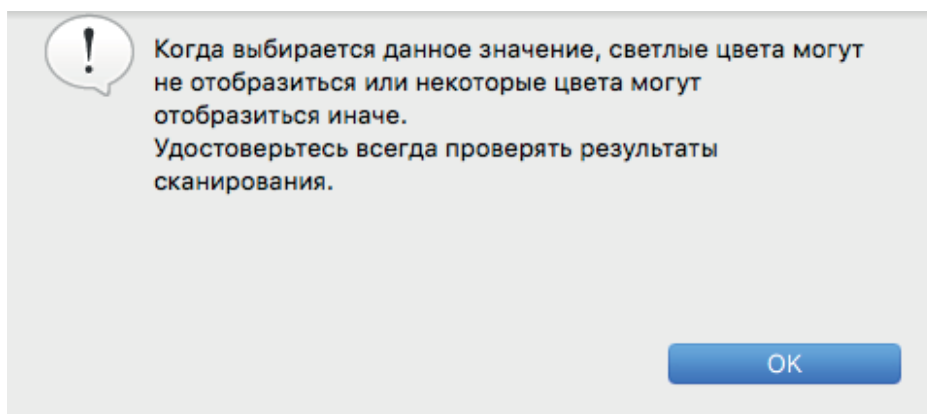 Когда выбирается данное значение, светлые цвета могут
не отобразиться или некоторые цвета могут
отобразиться иначе.
Удостоверьтесь всегда проверять результаты
сканирования.
OK